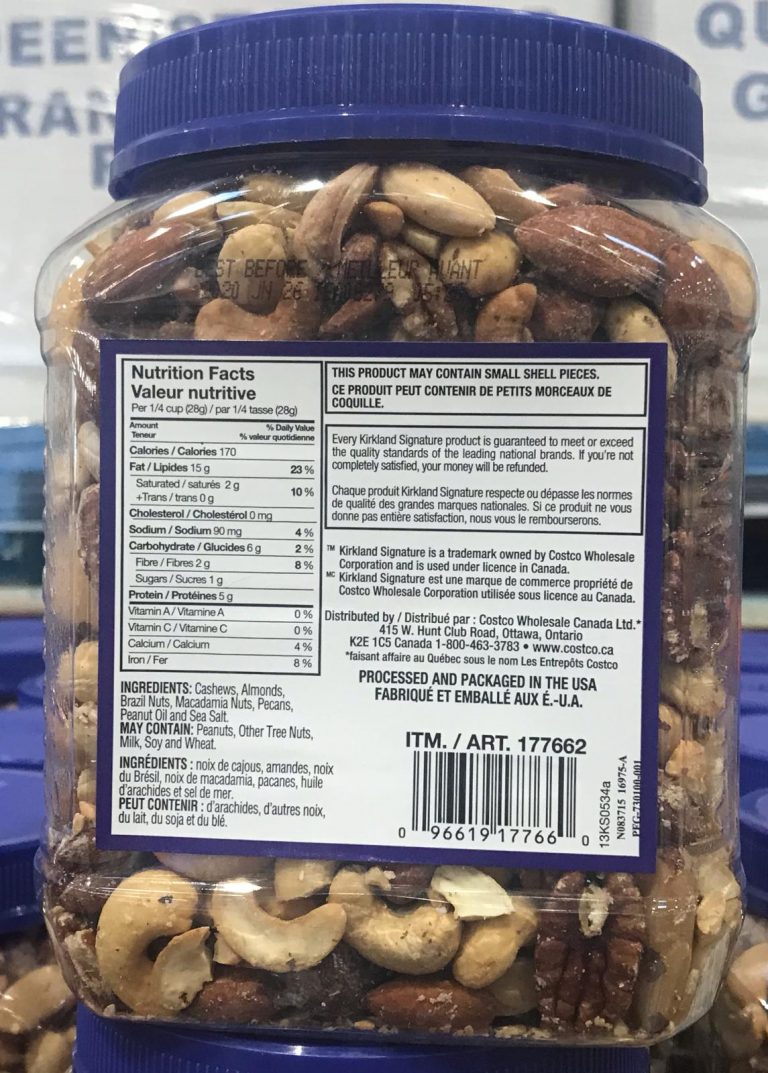 EEN
QU
RAN
G
BEST BEFORE / MEILLEUR AVANT
2020 JN 26
Nutrition Facts
Valeur nutritive
Per 1/4 cup (28g) / par 1/4 tasse (28g)
Amount % Daily Value
Teneur % valeur quotidienne
Calories / Calories 170
Fat / Lipides 15 g 23 %
Saturated / saturés 2 g
+Trans / trans 0 g 10 %
Cholesterol / Cholestérol 0 mg
Sodium / Sodium 90 mg 4 %
Carbohydrate / Glucides 6 g 2 %
Fibre / Fibres 2 g 8 %
Sugars / Sucres 1 g
Protein / Protéines 5 g
Vitamin A / Vitamine A 0 %
Vitamin C / Vitamine C 0 %
Calcium / Calcium 4 %
Iron / Fer 8 %
INGREDIENTS: Cashews, Almonds,
Brazil Nuts, Macadamia Nuts, Pecans,
Peanut Oil and Sea Salt.
MAY CONTAIN: Peanuts, Other Tree Nuts,
Milk, Soy and Wheat.
INGRÉDIENTS : noix de cajous, amandes, noix
du Brésil, noix de macadamia, pacanes, huile
d'arachides et sel de mer.
PEUT CONTENIR : d'arachides, d'autres noix,
du lait, du soja et du blé.
THIS PRODUCT MAY CONTAIN SMALL SHELL PIECES.
CE PRODUIT PEUT CONTENIR DE PETITS MORCEAUX DE
COQUILLE.
Every Kirkland Signature product is guaranteed to meet or exceed
the quality standards of the leading national brands. If you're not
completely satisfied, your money will be refunded.
Chaque produit Kirkland Signature respecte ou dépasse les normes
de qualité des grandes marques nationales. Si ce produit ne vous
donne pas entière satisfaction, nous vous le rembourserons.
™ Kirkland Signature is a trademark owned by Costco Wholesale
Corporation and is used under licence in Canada.
MC Kirkland Signature est une marque de commerce propriété de
Costco Wholesale Corporation utilisée sous licence au Canada.
Distributed by / Distribué par : Costco Wholesale Canada Ltd.*
415 W. Hunt Club Road, Ottawa, Ontario
K2E 1C5 Canada 1-800-463-3783 • www.costco.ca
*faisant affaire au Québec sous le nom Les Entrepôts Costco
PROCESSED AND PACKAGED IN THE USA
FABRIQUÉ ET EMBALLÉ AUX É.-U.A.
ITM. / ART. 177662
0 96619 17766 0
13KS0534a
N083715 16975-A
PFG-730100-001